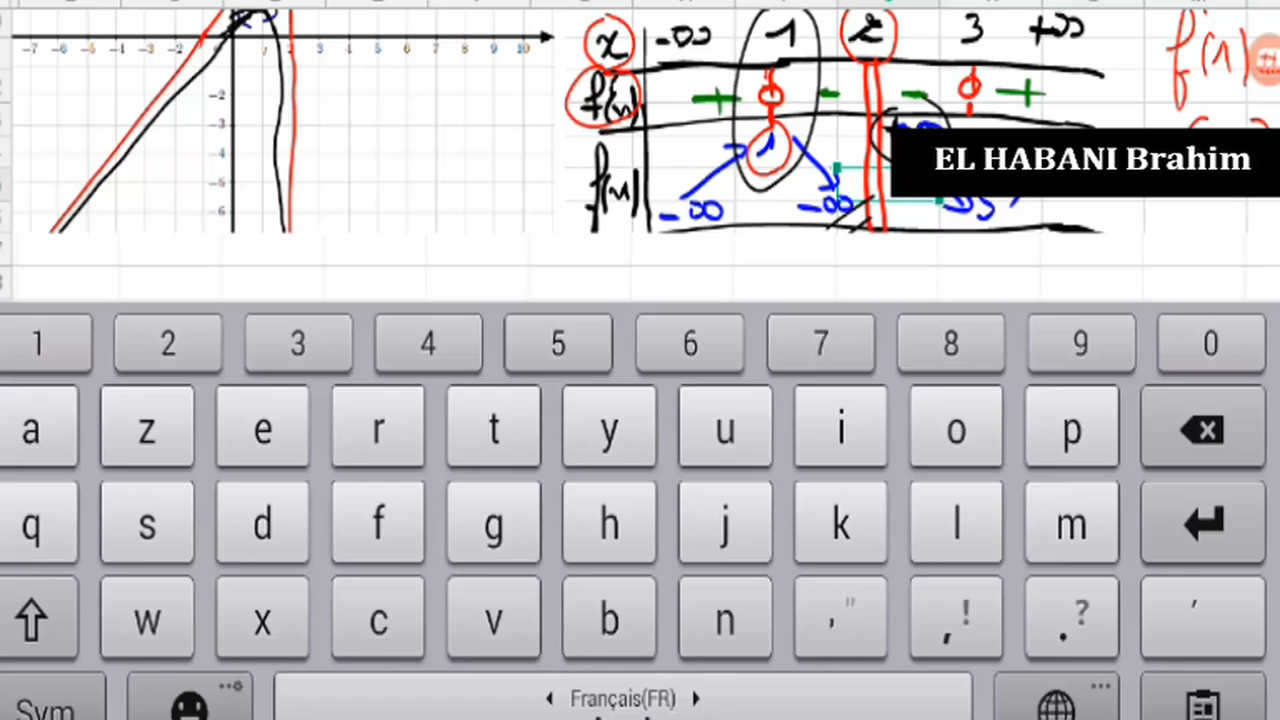 -7 -6 -5 -4 -2 2 3 4 5 6 7 8 9 10
-2
-3
-4
-5
-6
x -∞ 1 2 3 +∞
f'(x) + 0 - - 0 +
f(x) -∞ 1 -∞
f(1)
EL HABANI Brahim
1 2 3 4 5 6 7 8 9 0
a z e r t y u i o p
q s d f g h j k l m
w x c v b n , " , ! . ? '
Sym Français(FR)